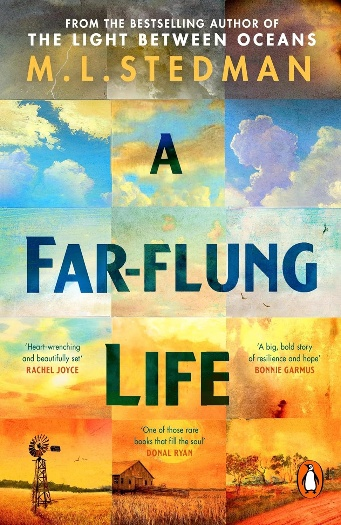 FROM THE BESTSELLING AUTHOR OF
THE LIGHT BETWEEN OCEANS
M.L.STEDMAN
A
FAR-FLUNG
LIFE
'Heart-wrenching
and beautifully set'
RACHEL JOYCE
'A big, bold story
of resilience and hope'
BONNIE GARMUS
'One of those rare
books that fill the soul'
DONAL RYAN